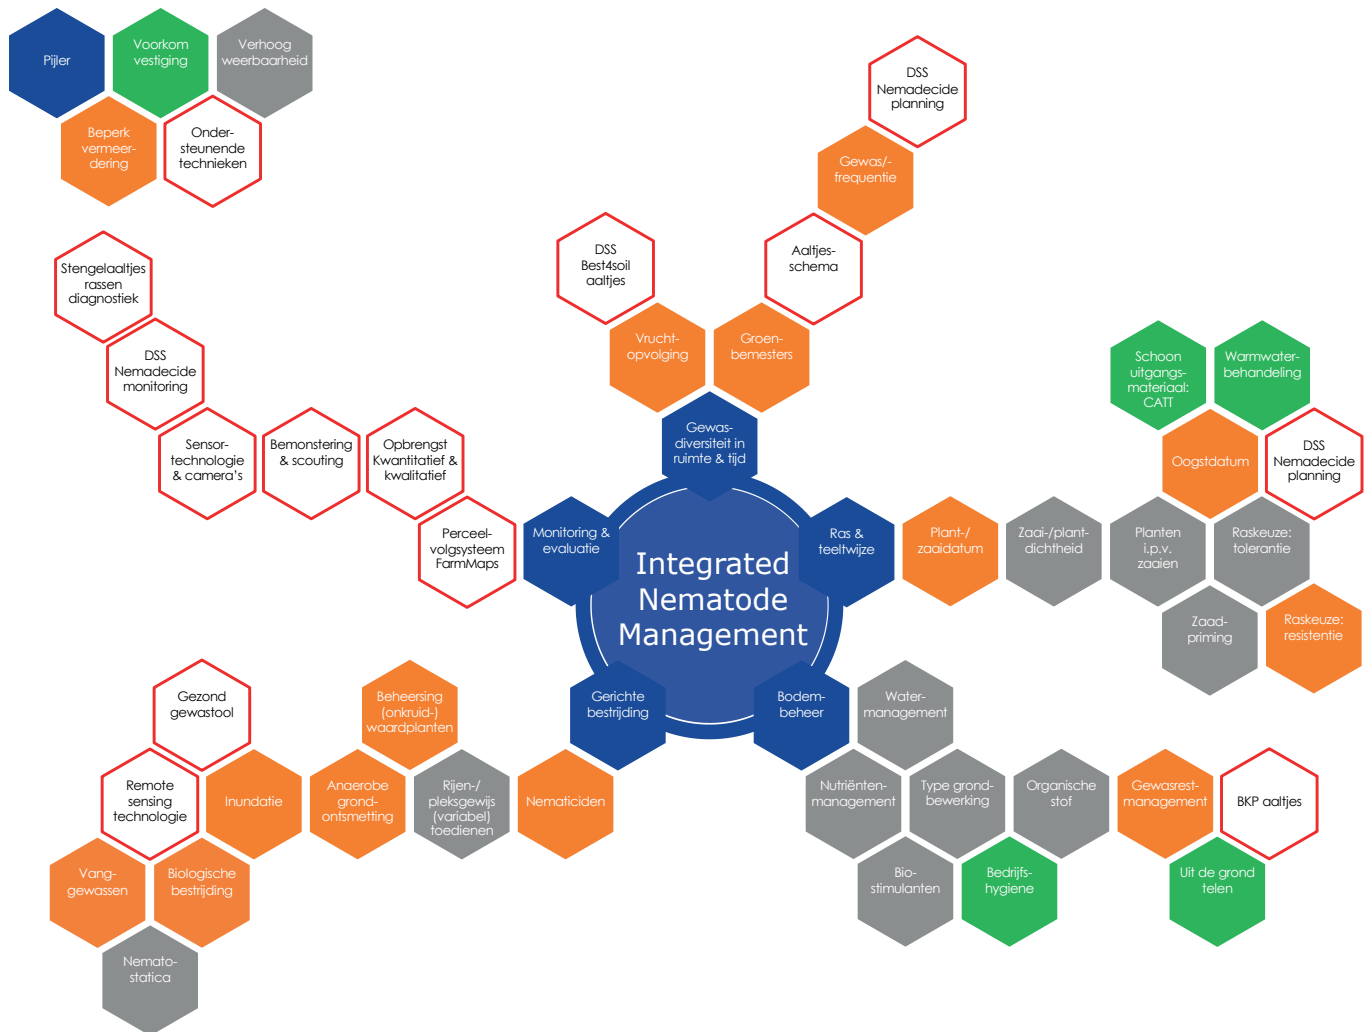 Pijler
Voorkom
vestiging
Verhoog
weerbaarheid
Beperk
vermeer-
dering
Onder-
steunende
technieken
DSS
Nemadecide
planning
Gewas/-
frequentie
Aaltjes-
schema
DSS
Best4soil
aaltjes
Vrucht-
opvolging
Groen-
bemesters
Gewas-
diversiteit in
ruimte & tijd
Stengelaaltjes
rassen
diagnostiek
DSS
Nemadecide
monitoring
Sensor-
technologie
& camera's
Bemonstering
& scouting
Opbrengst
Kwantitatief &
kwalitatief
Perceel-
volgsysteem
FarmMaps
Monitoring &
evaluatie
Integrated
Nematode
Management
Ras &
teeltwijze
Plant-/
zaaidatum
Zaai-/plant-
dichtheid
Planten
i.p.v.
zaaien
Raskeuze:
tolerantie
Schoon
uitgangs-
materiaal:
CATT
Warmwater-
behandeling
Oogstdatum
DSS
Nemadecide
planning
Zaad-
priming
Raskeuze:
resistentie
Gerichte
bestrijding
Bodem-
beheer
Water-
management
Nutriënten-
management
Type grond-
bewerking
Organische
stof
Gewasrest-
management
BKP aaltjes
Bio-
stimulanten
Bedrijfs-
hygiene
Uit de grond
telen
Gezond
gewastool
Beheersing
(onkruid-)
waardplanten
Remote
sensing
technologie
Inundatie
Anaerobe
grond-
ontsmetting
Rijen-/
pleksgewijs
(variabel)
toedienen
Nematiciden
Vang-
gewassen
Biologische
bestrijding
Nemato-
statica